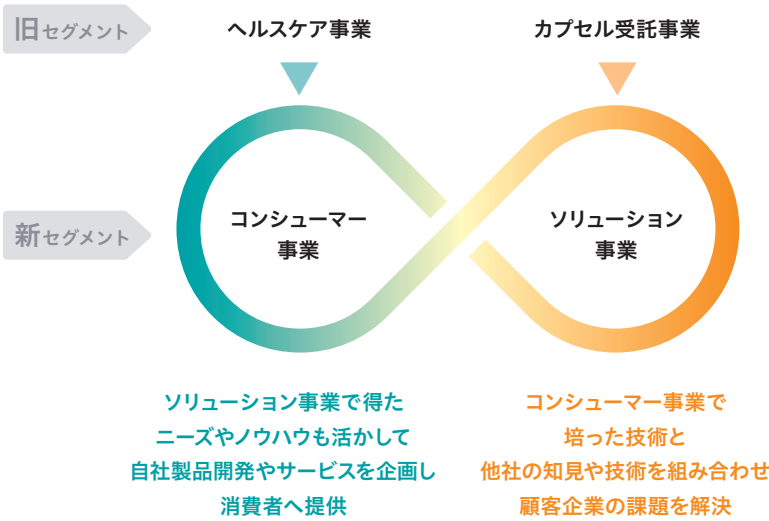 旧セグメント
ヘルスケア事業
カプセル受託事業
新セグメント
コンシューマー
事業
ソリューション
事業
ソリューション事業で得た
ニーズやノウハウも活かして
自社製品開発やサービスを企画し
消費者へ提供
コンシューマー事業で
培った技術と
他社の知見や技術を組み合わせ
顧客企業の課題を解決